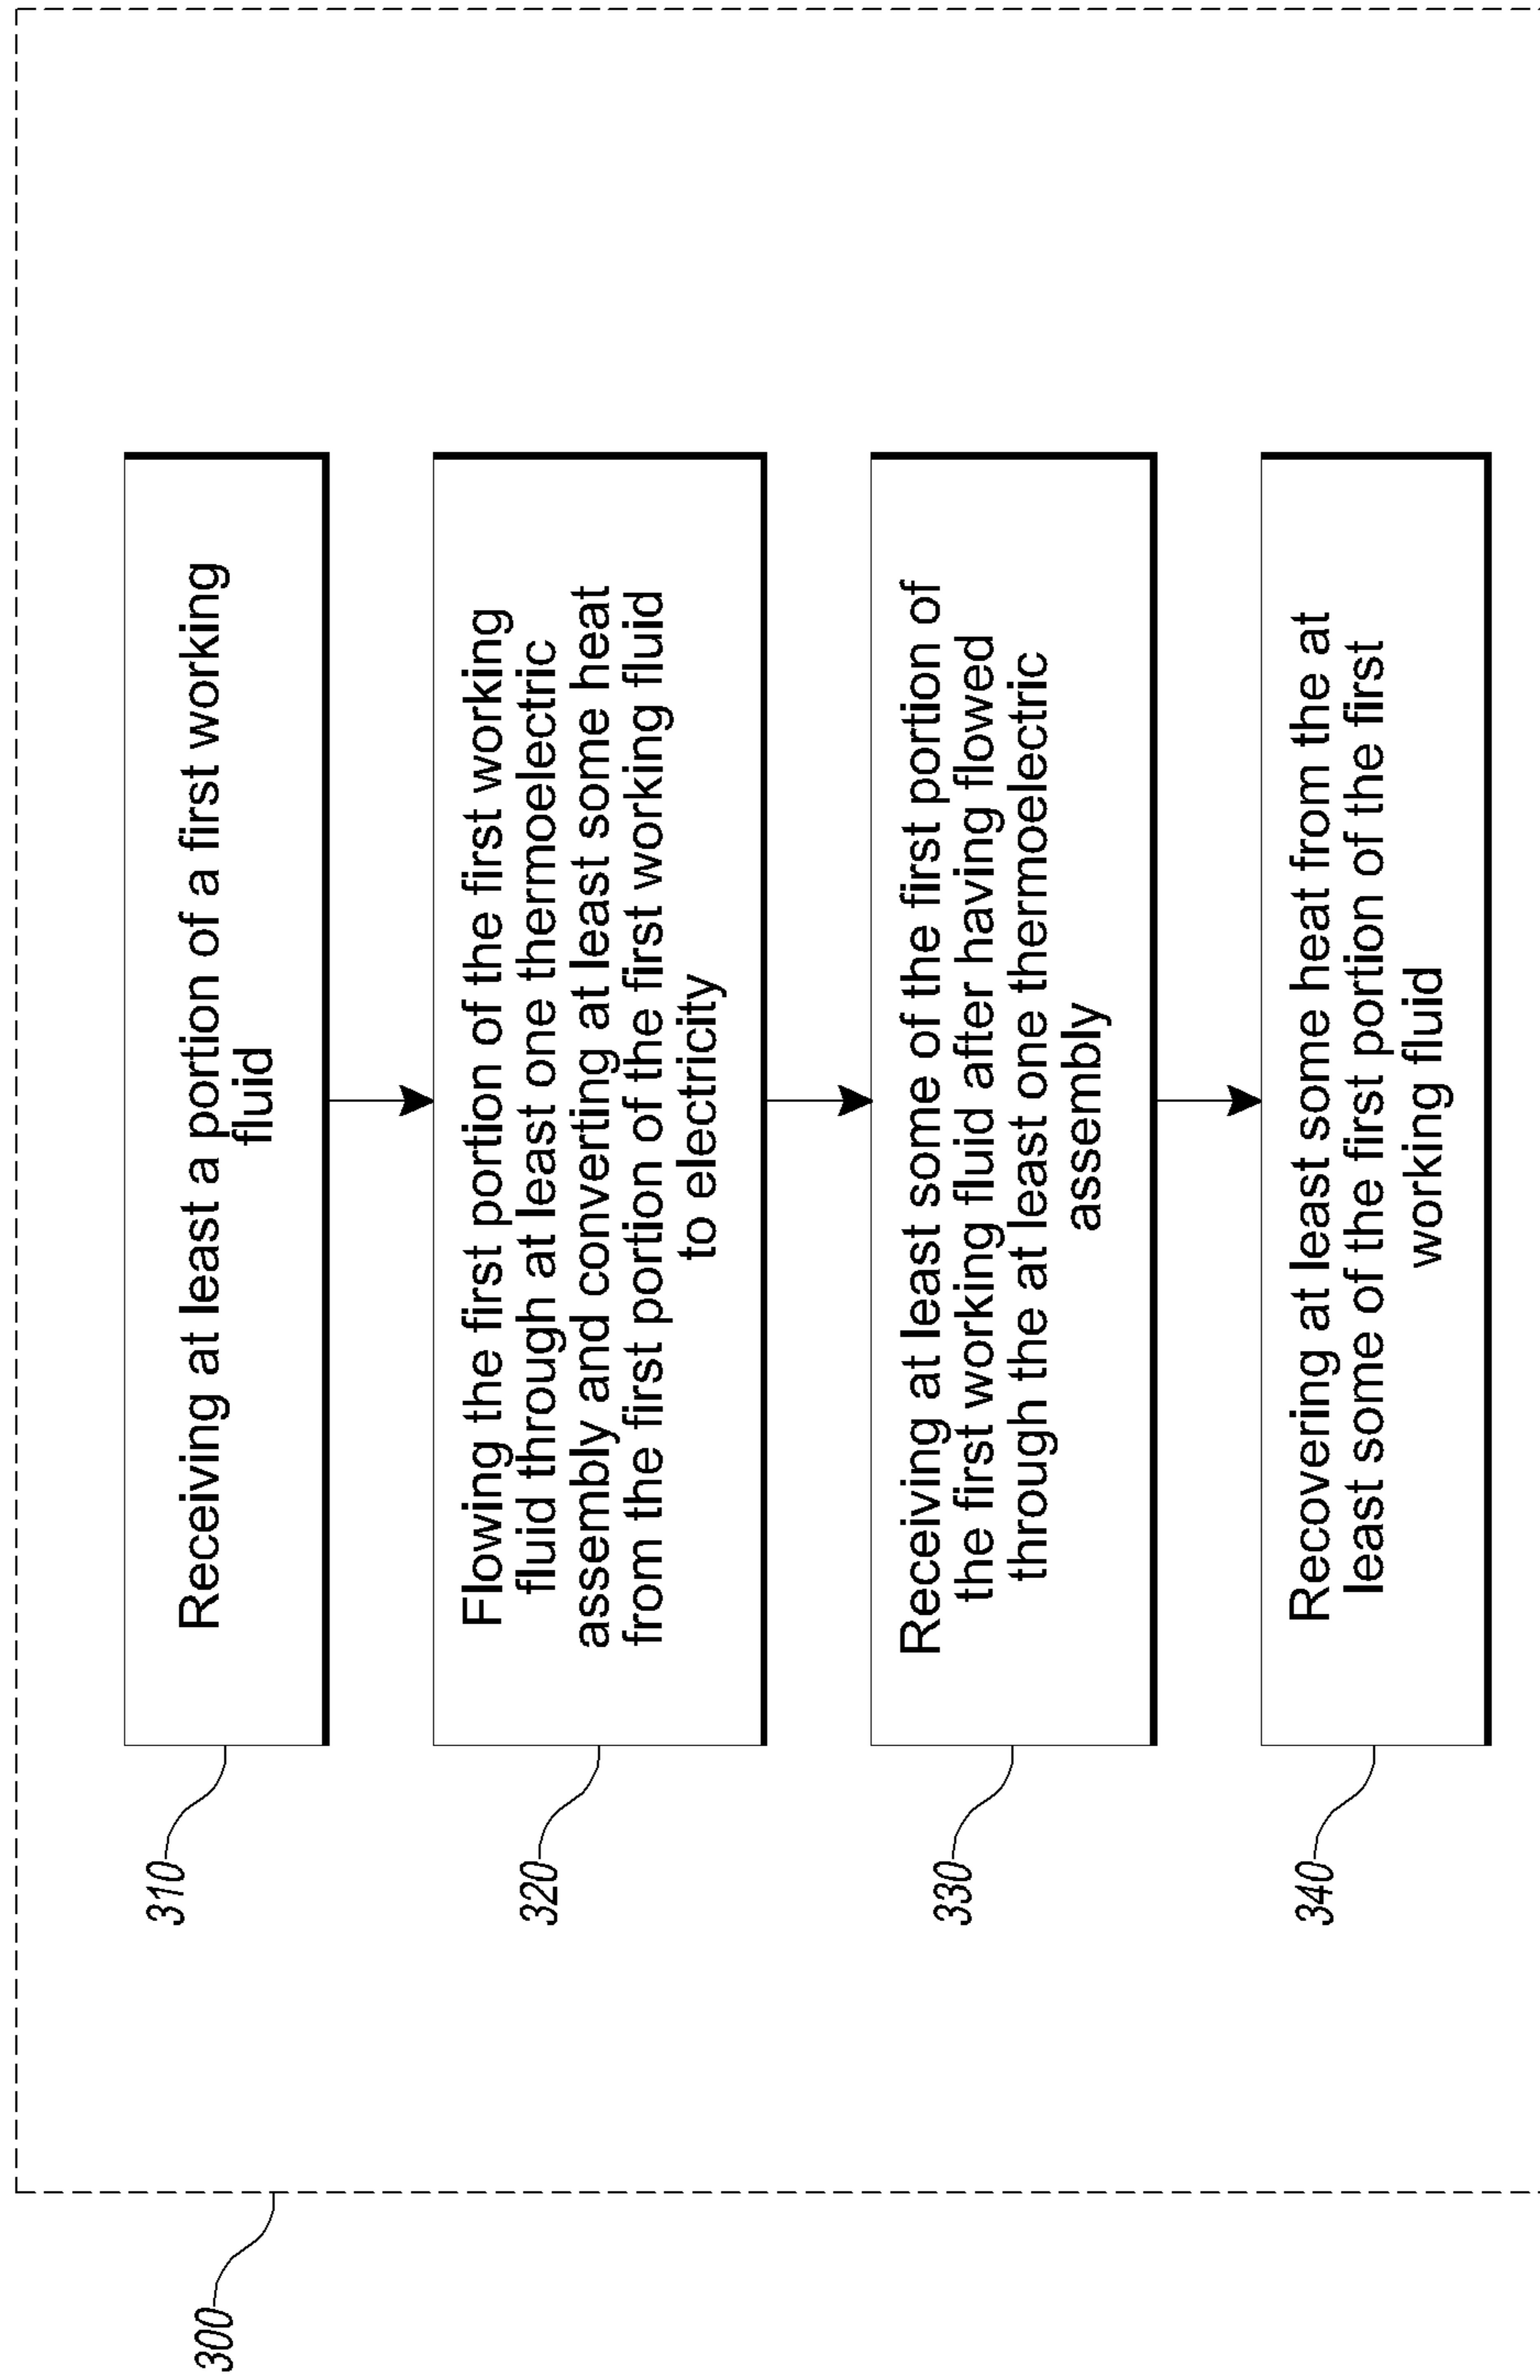 300
310
Receiving at least a portion of a first working
fluid
320
Flowing the first portion of the first working
fluid through at least one thermoelectric
assembly and converting at least some heat
from the first portion of the first working fluid
to electricity
330
Receiving at least some of the first portion of
the first working fluid after having flowed
through the at least one thermoelectric
assembly
340
Recovering at least some heat from the at
least some of the first portion of the first
working fluid